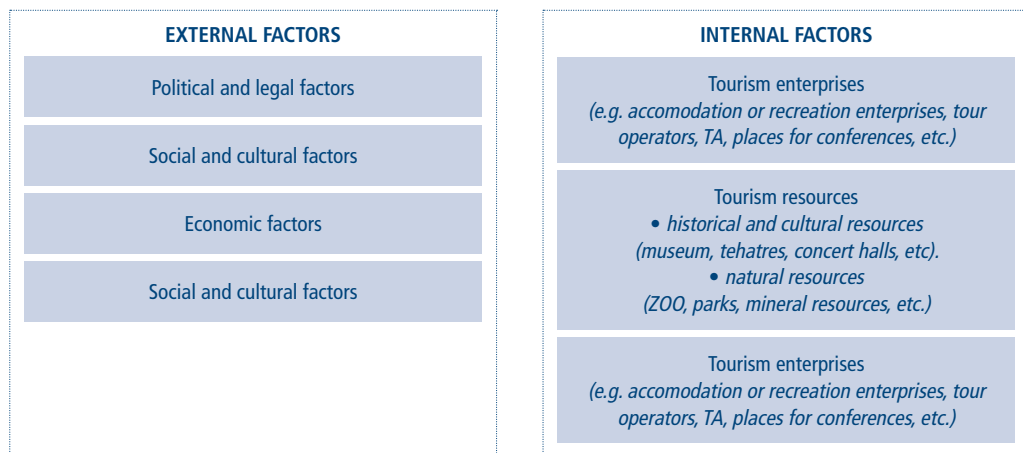 EXTERNAL FACTORS
Political and legal factors
Social and cultural factors
Economic factors
Social and cultural factors
INTERNAL FACTORS
Tourism enterprises
(e.g. accomodation or recreation enterprises, tour
operators, TA, places for conferences, etc.)
Tourism resources
• historical and cultural resources
(museum, tehatres, concert halls, etc).
• natural resources
(ZOO, parks, mineral resources, etc.)
Tourism enterprises
(e.g. accomodation or recreation enterprises, tour
operators, TA, places for conferences, etc.)